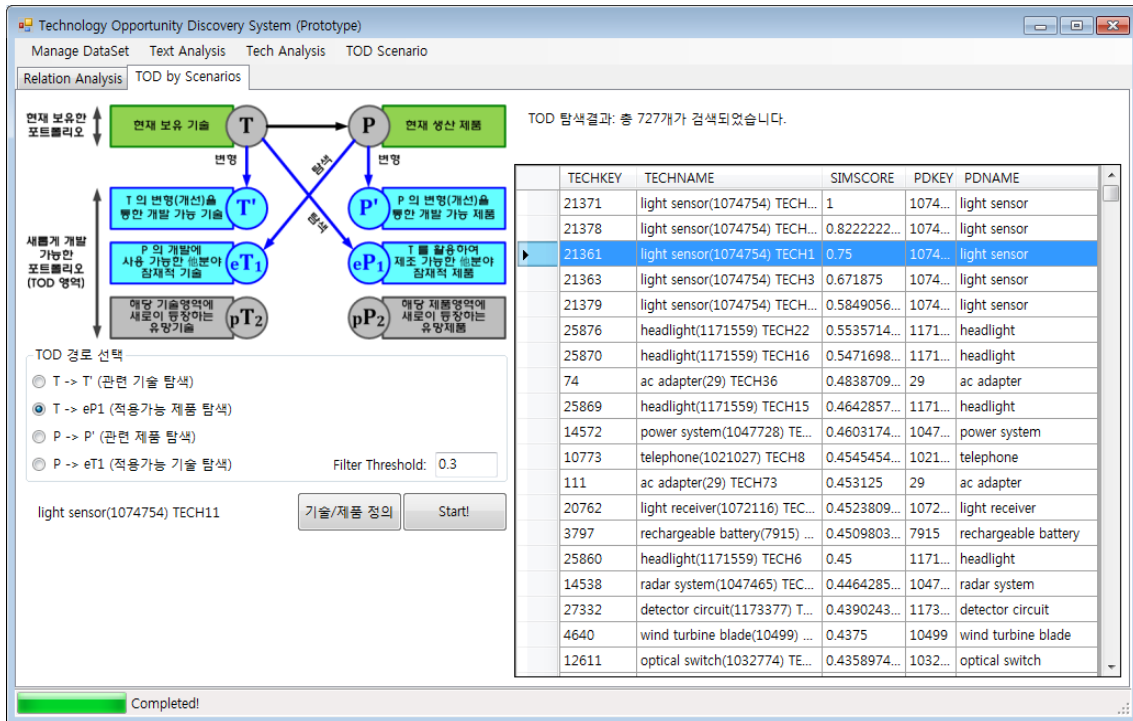 Technology Opportunity Discovery System (Prototype)
Manage DataSet Text Analysis Tech Analysis TOD Scenario
Relation Analysis TOD by Scenarios
현재 보유한
포트폴리오
현재 보유 기술 T P 현재 생산 제품
변형 탐색 변형
탐색
T 의 변형(개선)을
통한 개발 가능 기술 T'
P' P 의 변형(개선)을
통한 개발 가능 제품
새롭게 개발
가능한
포트폴리오
(TOD 영역)
P 의 개발에
사용 가능한 他분야
잠재적 기술 eT1
eP1 T 를 활용하여
제조 가능한 他분야
잠재적 제품
해당 기술영역에
새로이 등장하는
유망기술 pT2
pP2 해당 제품영역에
새로이 등장하는
유망제품
TOD 경로 선택
T -> T' (관련 기술 탐색)
T -> eP1 (적용가능 제품 탐색)
P -> P' (관련 제품 탐색)
P -> eT1 (적용가능 기술 탐색) Filter Threshold: 0.3
light sensor(1074754) TECH11 기술/제품 정의 Start!
TOD 탐색결과: 총 727개가 검색되었습니다.
TECHKEY TECHNAME SIMSCORE PDKEY PDNAME
21371 light sensor(1074754) TECH... 1 1074... light sensor
21378 light sensor(1074754) TECH... 0.8222222... 1074... light sensor
21361 light sensor(1074754) TECH1 0.75 1074... light sensor
21363 light sensor(1074754) TECH3 0.671875 1074... light sensor
21379 light sensor(1074754) TECH... 0.5849056... 1074... light sensor
25876 headlight(1171559) TECH22 0.5535714... 1171... headlight
25870 headlight(1171559) TECH16 0.5471698... 1171... headlight
74 ac adapter(29) TECH36 0.4838709... 29 ac adapter
25869 headlight(1171559) TECH15 0.4642857... 1171... headlight
14572 power system(1047728) TE... 0.4603174... 1047... power system
10773 telephone(1021027) TECH8 0.4545454... 1021... telephone
111 ac adapter(29) TECH73 0.453125 29 ac adapter
20762 light receiver(1072116) TEC... 0.4523809... 1072... light receiver
3797 rechargeable battery(7915) ... 0.4509803... 7915 rechargeable battery
25860 headlight(1171559) TECH6 0.45 1171... headlight
14538 radar system(1047465) TEC... 0.4464285... 1047... radar system
27332 detector circuit(1173377) T... 0.4390243... 1173... detector circuit
4640 wind turbine blade(10499) ... 0.4375 10499 wind turbine blade
12611 optical switch(1032774) TE... 0.4358974... 1032... optical switch
Completed!